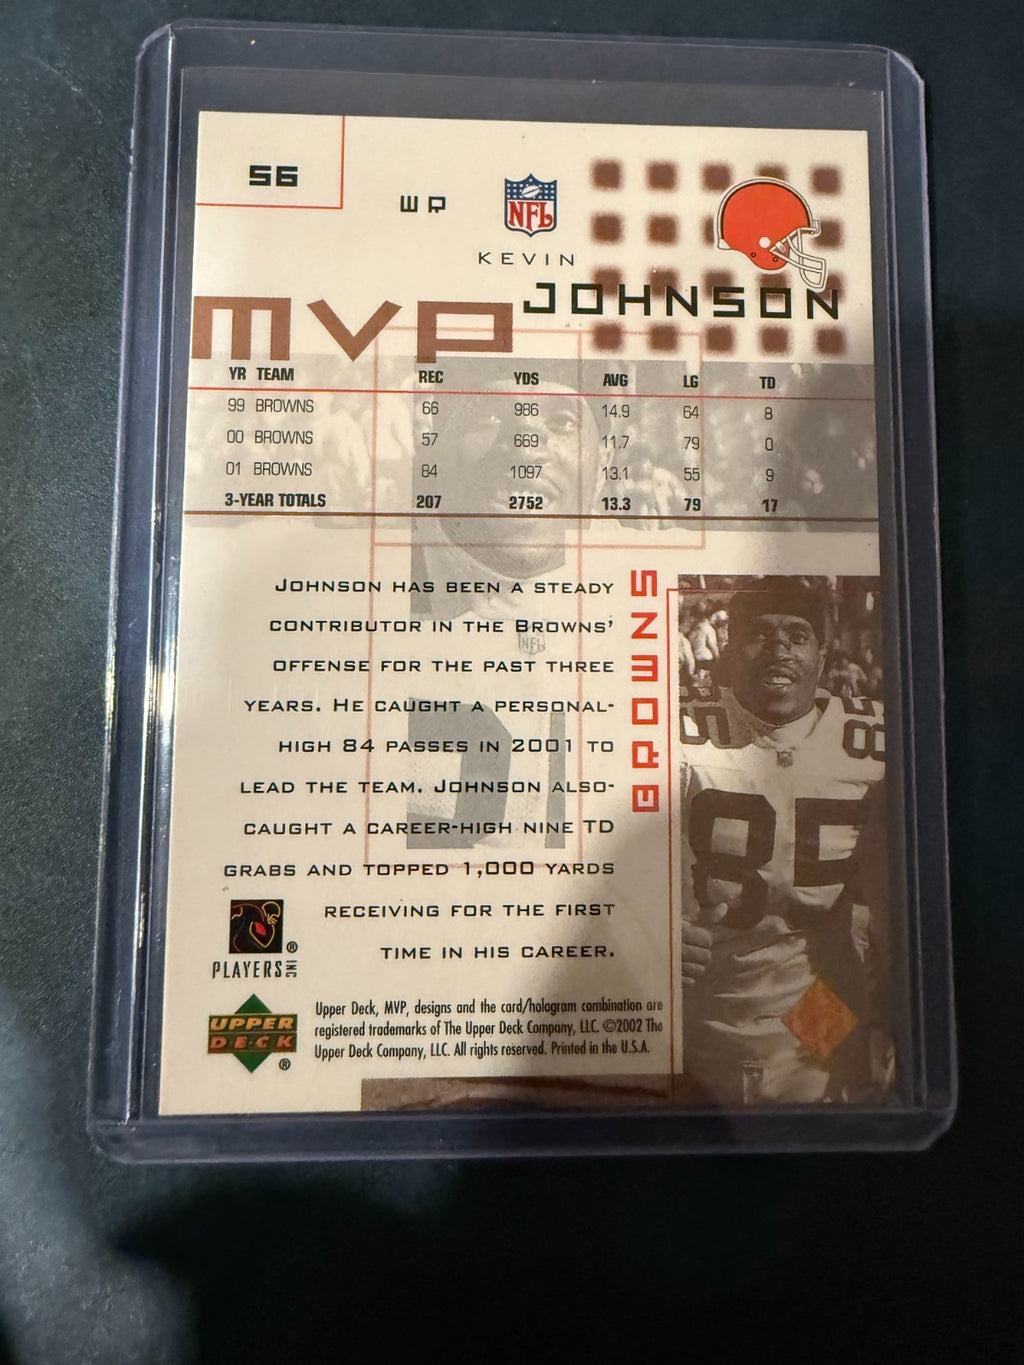 56
WR
NFL
KEVIN
JOHNSON
MVP
YR TEAM REC YDS AVG LG TD
99 BROWNS 66 986 14.9 64 8
00 BROWNS 57 669 11.7 79 0
01 BROWNS 84 1097 13.1 55 9
3-YEAR TOTALS 207 2752 13.3 79 17
JOHNSON HAS BEEN A STEADY
CONTRIBUTOR IN THE BROWNS'
OFFENSE FOR THE PAST THREE
YEARS. HE CAUGHT A PERSONAL-
HIGH 84 PASSES IN 2001 TO
LEAD THE TEAM. JOHNSON ALSO-
CAUGHT A CAREER-HIGH NINE TD
GRABS AND TOPPED 1,000 YARDS
RECEIVING FOR THE FIRST
TIME IN HIS CAREER.
BROWNS
85
85
NFL
PLAYERS INC ®
UPPER
DECK ®
Upper Deck, MVP, designs and the card/hologram combination are
registered trademarks of The Upper Deck Company, LLC. ©2002 The
Upper Deck Company, LLC. All rights reserved. Printed in the U.S.A.